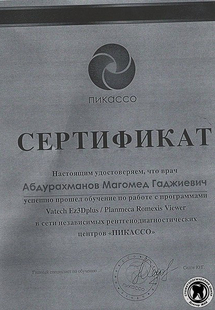 ПИКАССО
СЕРТИФИКАТ
Настоящим удостоверяем, что врач
Абдурахманов Магомед Гаджиевич
успешно прошел обучение по работе с программами
Vatech Ez3Dplus / Planmeca Romexis Viewer
в сети независимых рентгенодиагностических
центров «ПИКАССО»